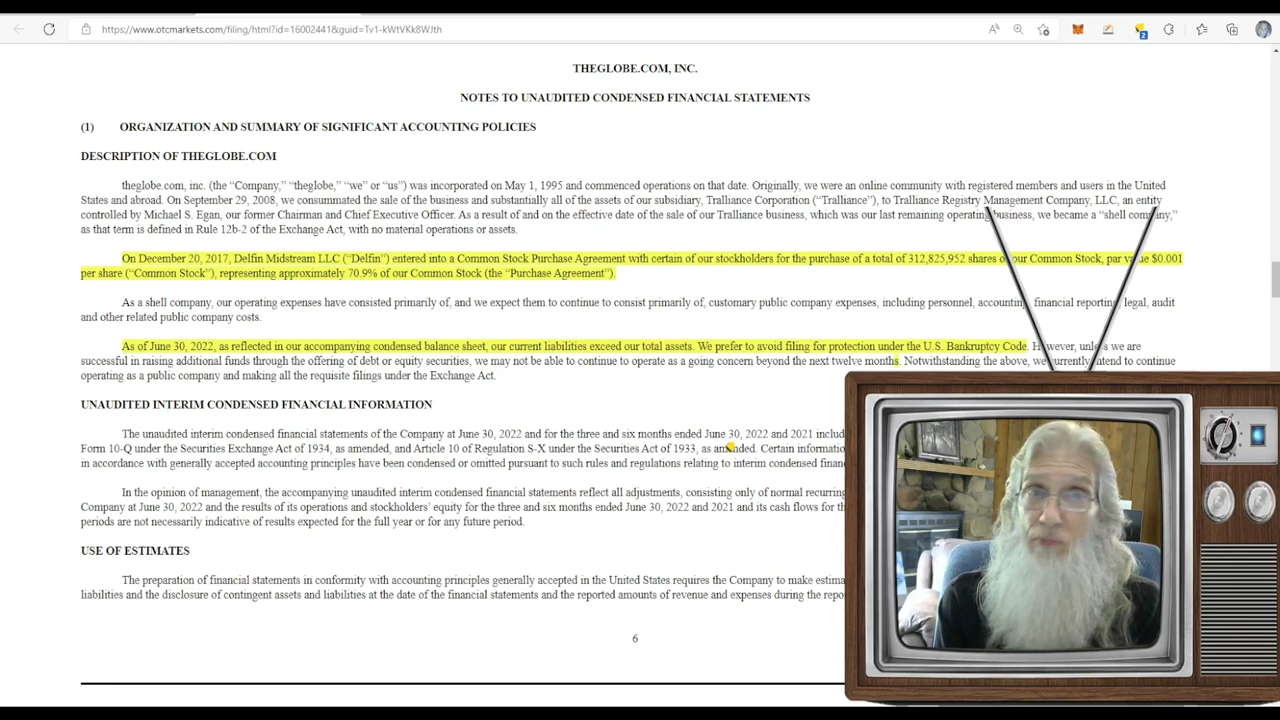 https://www.otcmarkets.com/filing/html?id=16002441&guid=Tv1-kWtVKk8WJth
2
THEGLOBE.COM, INC.
NOTES TO UNAUDITED CONDENSED FINANCIAL STATEMENTS
(1) ORGANIZATION AND SUMMARY OF SIGNIFICANT ACCOUNTING POLICIES
DESCRIPTION OF THEGLOBE.COM
theglobe.com, inc. (the “Company,” “theglobe,” “we” or “us”) was incorporated on May 1, 1995 and commenced operations on that date. Originally, we were an online community with registered members and users in the United
States and abroad. On September 29, 2008, we consummated the sale of the business and substantially all of the assets of our subsidiary, Tralliance Corporation (“Tralliance”), to Tralliance Registry Management Company, LLC, an entity
controlled by Michael S. Egan, our former Chairman and Chief Executive Officer. As a result of and on the effective date of the sale of our Tralliance business, which was our last remaining operating business, we became a “shell company,”
as that term is defined in Rule 12b-2 of the Exchange Act, with no material operations or assets.
On December 20, 2017, Delfin Midstream LLC (“Delfin”) entered into a Common Stock Purchase Agreement with certain of our stockholders for the purchase of a total of 312,825,952 shares of our Common Stock, par value $0.001
per share (“Common Stock”), representing approximately 70.9% of our Common Stock (the “Purchase Agreement”).
As a shell company, our operating expenses have consisted primarily of, and we expect them to continue to consist primarily of, customary public company expenses, including personnel, accounting, financial reporting, legal, audit
and other related public company costs.
As of June 30, 2022, as reflected in our accompanying condensed balance sheet, our current liabilities exceed our total assets. We prefer to avoid filing for protection under the U.S. Bankruptcy Code. However, unless we are
successful in raising additional funds through the offering of debt or equity securities, we may not be able to continue to operate as a going concern beyond the next twelve months. Notwithstanding the above, we currently intend to continue
operating as a public company and making all the requisite filings under the Exchange Act.
UNAUDITED INTERIM CONDENSED FINANCIAL INFORMATION
The unaudited interim condensed financial statements of the Company at June 30, 2022 and for the three and six months ended June 30, 2022 and 2021 includ
Form 10-Q under the Securities Exchange Act of 1934, as amended, and Article 10 of Regulation S-X under the Securities Act of 1933, as amended. Certain informatio
in accordance with generally accepted accounting principles have been condensed or omitted pursuant to such rules and regulations relating to interim condensed finan
In the opinion of management, the accompanying unaudited interim condensed financial statements reflect all adjustments, consisting only of normal recurring
Company at June 30, 2022 and the results of its operations and stockholders’ equity for the three and six months ended June 30, 2022 and 2021 and its cash flows for th
periods are not necessarily indicative of results expected for the full year or for any future period.
USE OF ESTIMATES
The preparation of financial statements in conformity with accounting principles generally accepted in the United States requires the Company to make estima
liabilities and the disclosure of contingent assets and liabilities at the date of the financial statements and the reported amounts of revenue and expenses during the repo
6